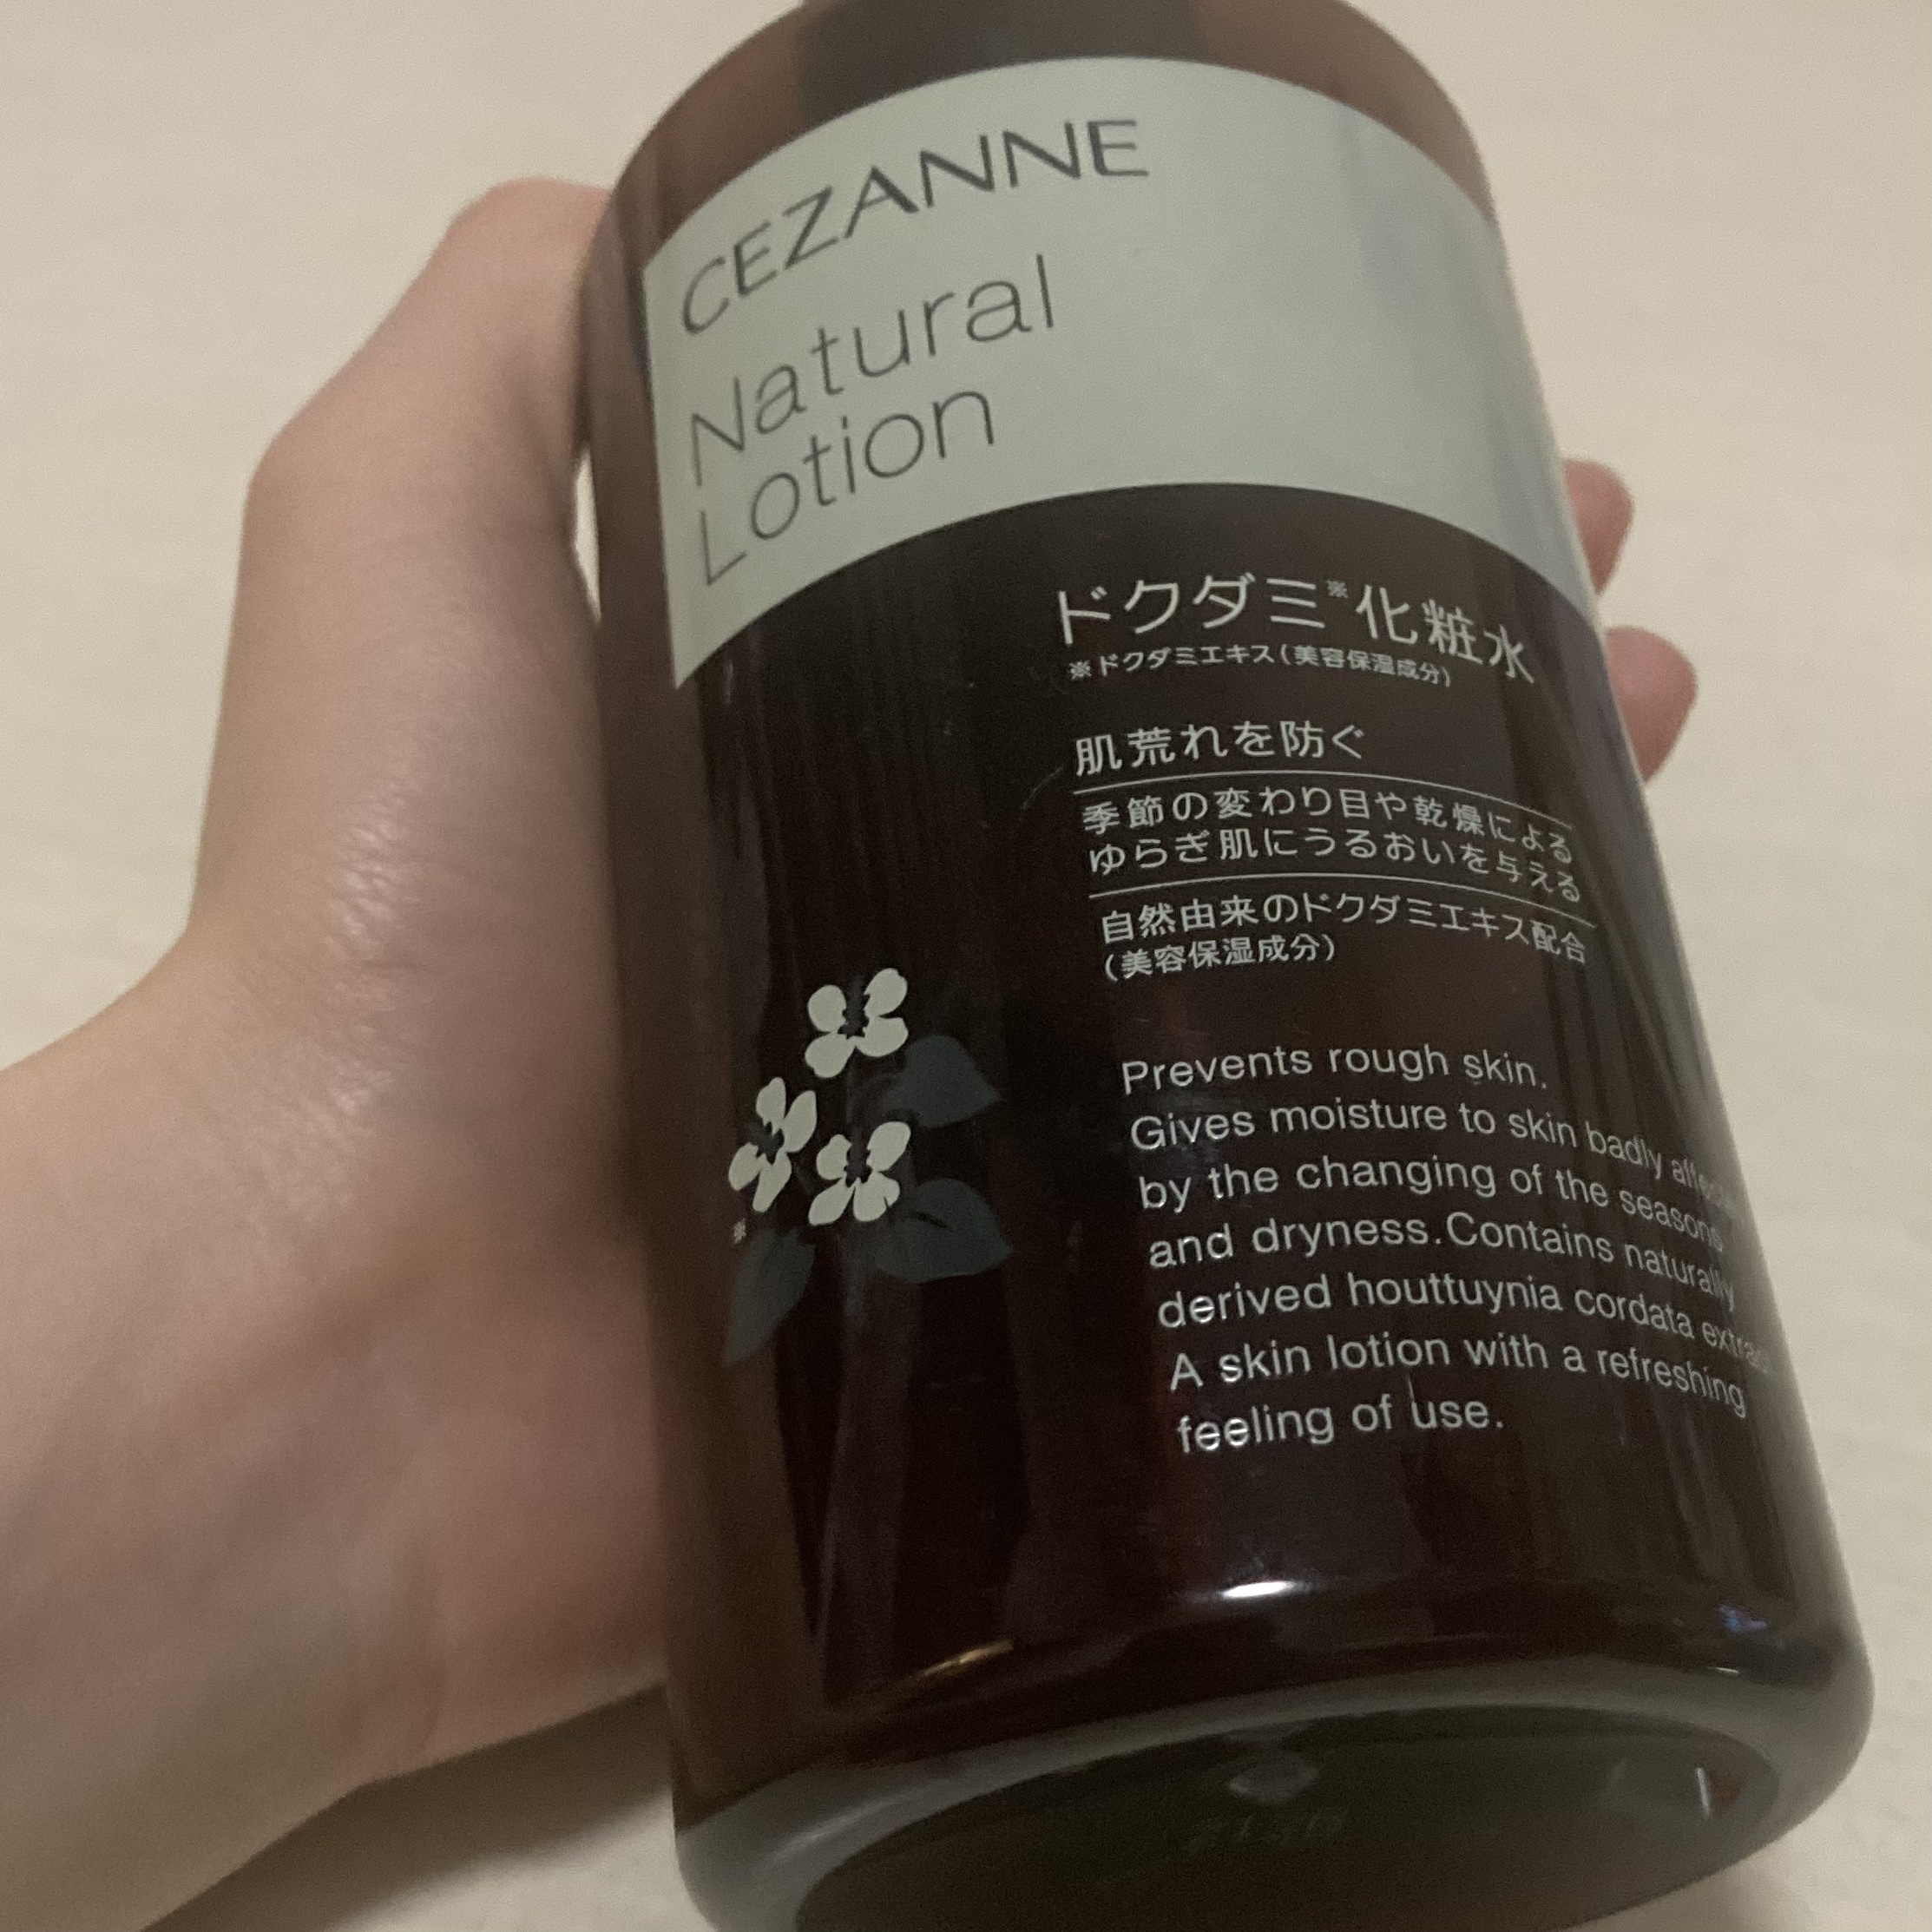 CEZANNE
Natural
Lotion
ドクダミ※化粧水
※ドクダミエキス(美容保湿成分)
肌荒れを防ぐ
季節の変わり目や乾燥による
ゆらぎ肌にうるおいを与える
自然由来のドクダミエキス配合
(美容保湿成分)
※
Prevents rough skin.
Gives moisture to skin badly
by the changing of the seasons
and dryness.Contains naturally
derived houttuynia cordata
A skin lotion with a refreshing
feeling of use.